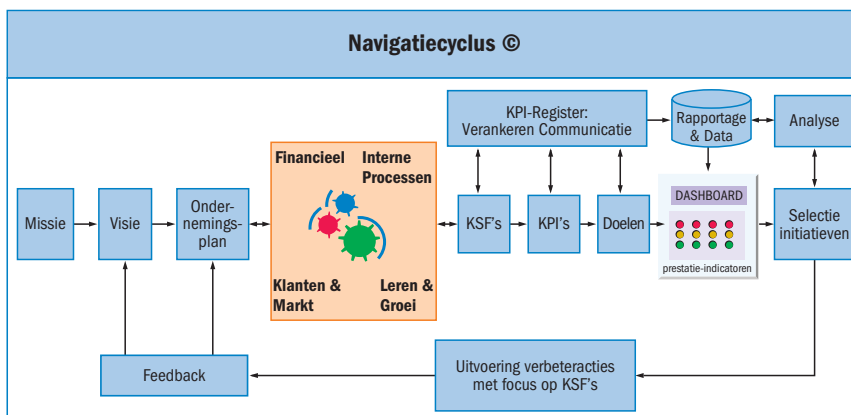 Navigatiecyclus ©
KPI-Register:
Verankeren Communicatie
Rapportage
& Data
Analyse
Financieel
Interne
Processen
Missie
Visie
Onder-
nemings-
plan
KSF's
KPI's
Doelen
DASHBOARD
prestatie-indicatoren
Selectie
initiatieven
Klanten &
Markt
Leren &
Groei
Feedback
Uitvoering verbeteracties
met focus op KSF's